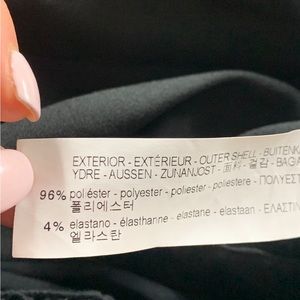 EXTERIOR - EXTÉRIEUR - OUTER SHELL - BUITENK
YDRE - AUSSEN - ZUNANJOST - 面料 - 겉감 - BAGA
96% poliéster - polyester - poliester - poliestere - ΠΟΛΥΕΣΤ
폴리에스터
4% elastano - élasthanne - elastane - elastaan - ΕΛΑΣΤΙΝ
엘라스탄